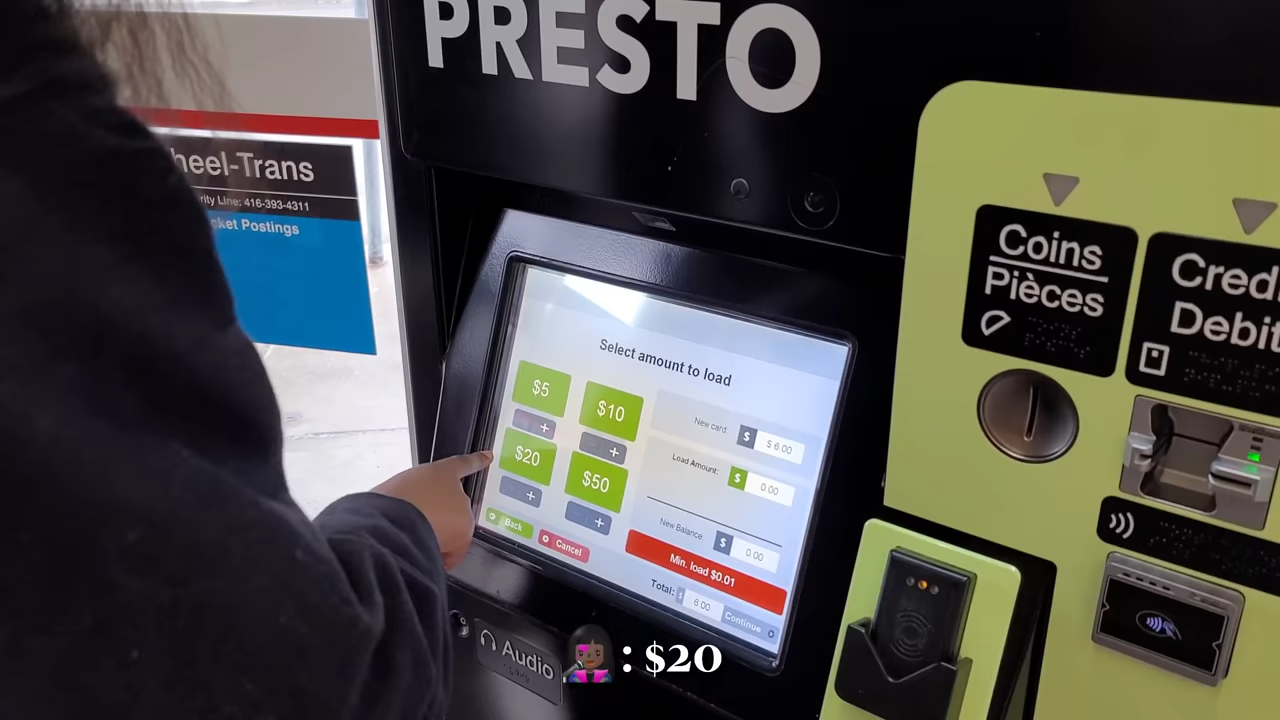 PRESTO
heel-Trans
rity Line: 416-393-4311
cket Postings
Coins
Pièces
Credi
Debit
Select amount to load
$5
$10
+
+
$20
$50
+
+
Back
Cancel
New card:
$
$ 6.00
Load Amount:
$
0.00
New Balance:
$
0.00
Min. load $0.01
Total:
$
6.00
Continue
Audio
: $20